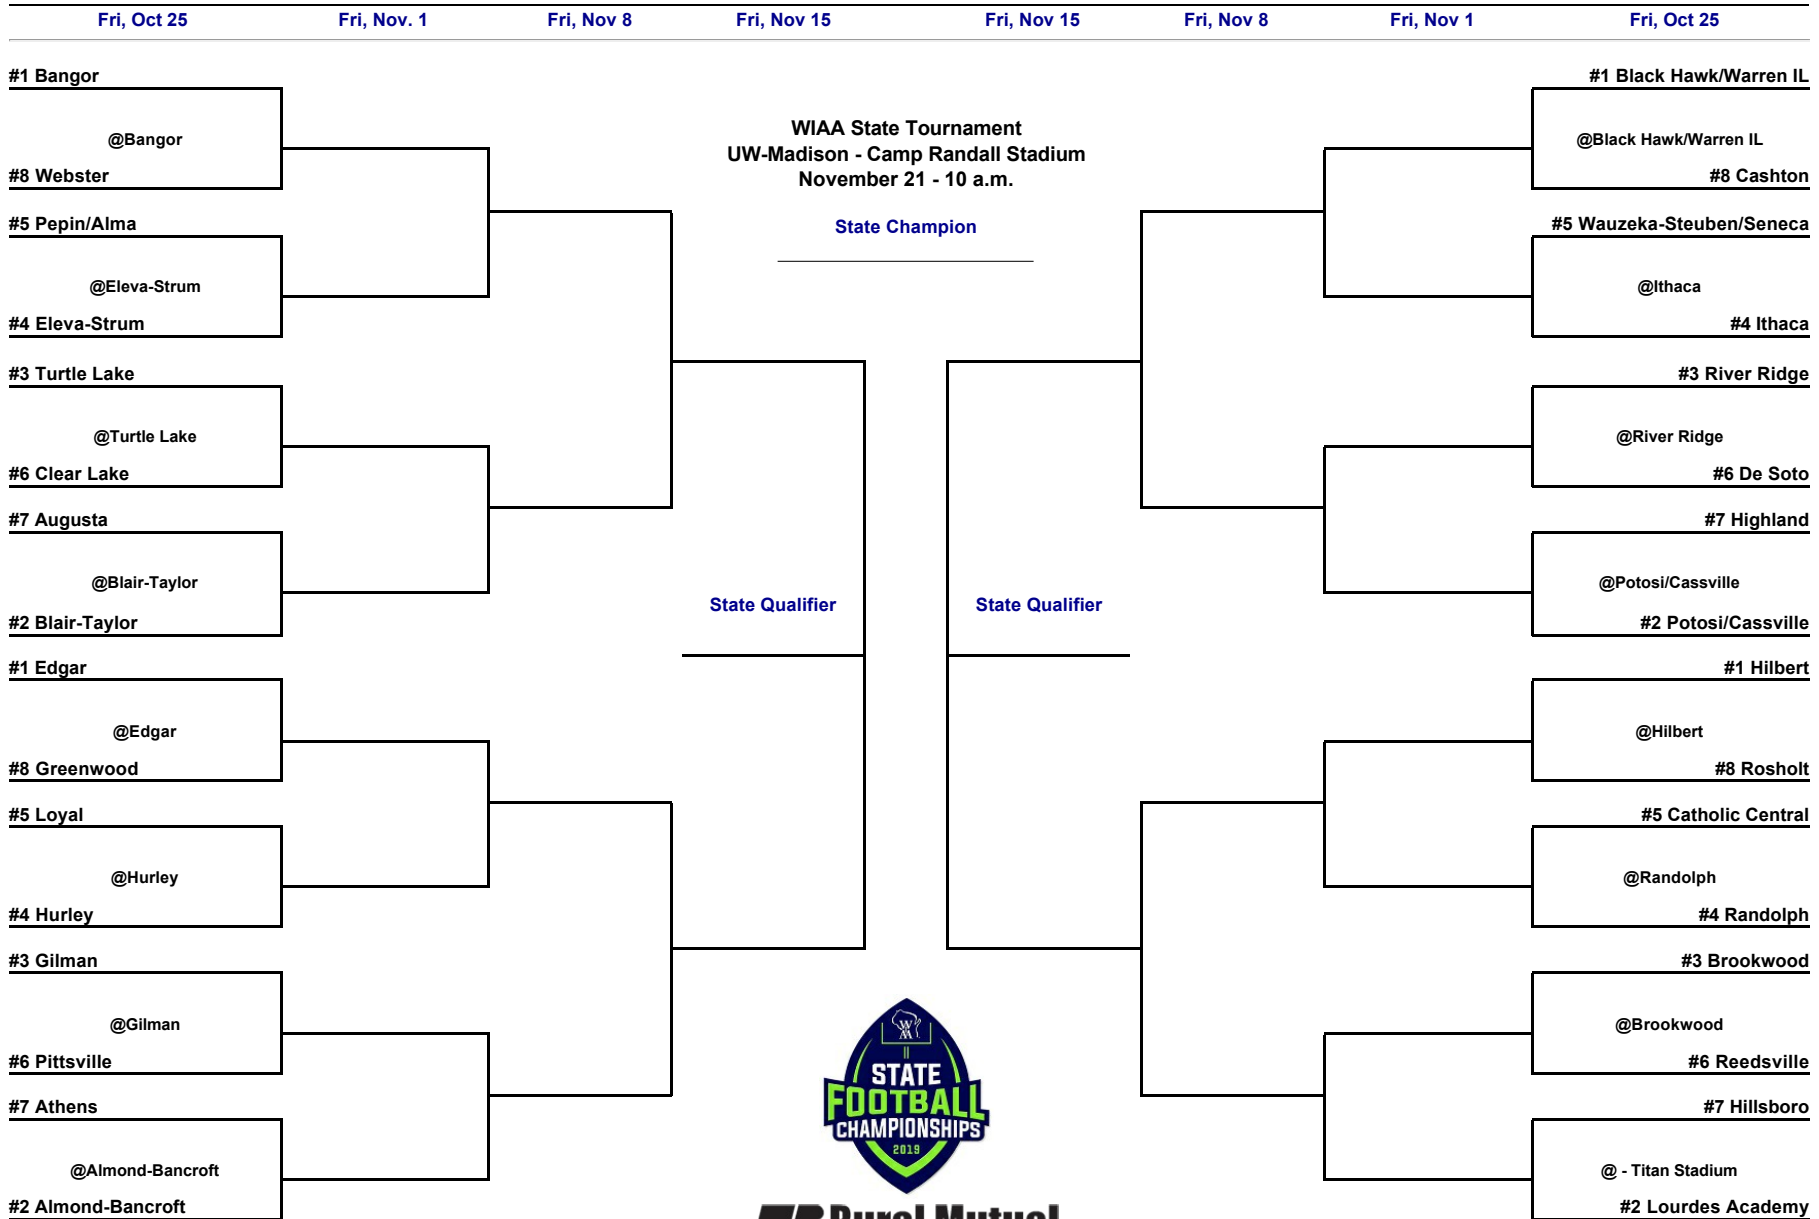 Fri, Oct 25 Fri, Nov. 1 Fri, Nov 8 Fri, Nov 15 Fri, Nov 15 Fri, Nov 8 Fri, Nov 1 Fri, Oct 25
#1 Bangor
@Bangor
#8 Webster
#5 Pepin/Alma
@Eleva-Strum
#4 Eleva-Strum
#3 Turtle Lake
@Turtle Lake
#6 Clear Lake
#7 Augusta
@Blair-Taylor
#2 Blair-Taylor
#1 Edgar
@Edgar
#8 Greenwood
#5 Loyal
@Hurley
#4 Hurley
#3 Gilman
@Gilman
#6 Pittsville
#7 Athens
@Almond-Bancroft
#2 Almond-Bancroft
WIAA State Tournament
UW-Madison - Camp Randall Stadium
November 21 - 10 a.m.
State Champion
State Qualifier State Qualifier
STATE
FOOTBALL
CHAMPIONSHIPS
2019
Rural Mutual
#1 Black Hawk/Warren IL
@Black Hawk/Warren IL
#8 Cashton
#5 Wauzeka-Steuben/Seneca
@Ithaca
#4 Ithaca
#3 River Ridge
@River Ridge
#6 De Soto
#7 Highland
@Potosi/Cassville
#2 Potosi/Cassville
#1 Hilbert
@Hilbert
#8 Rosholt
#5 Catholic Central
@Randolph
#4 Randolph
#3 Brookwood
@Brookwood
#6 Reedsville
#7 Hillsboro
@ - Titan Stadium
#2 Lourdes Academy